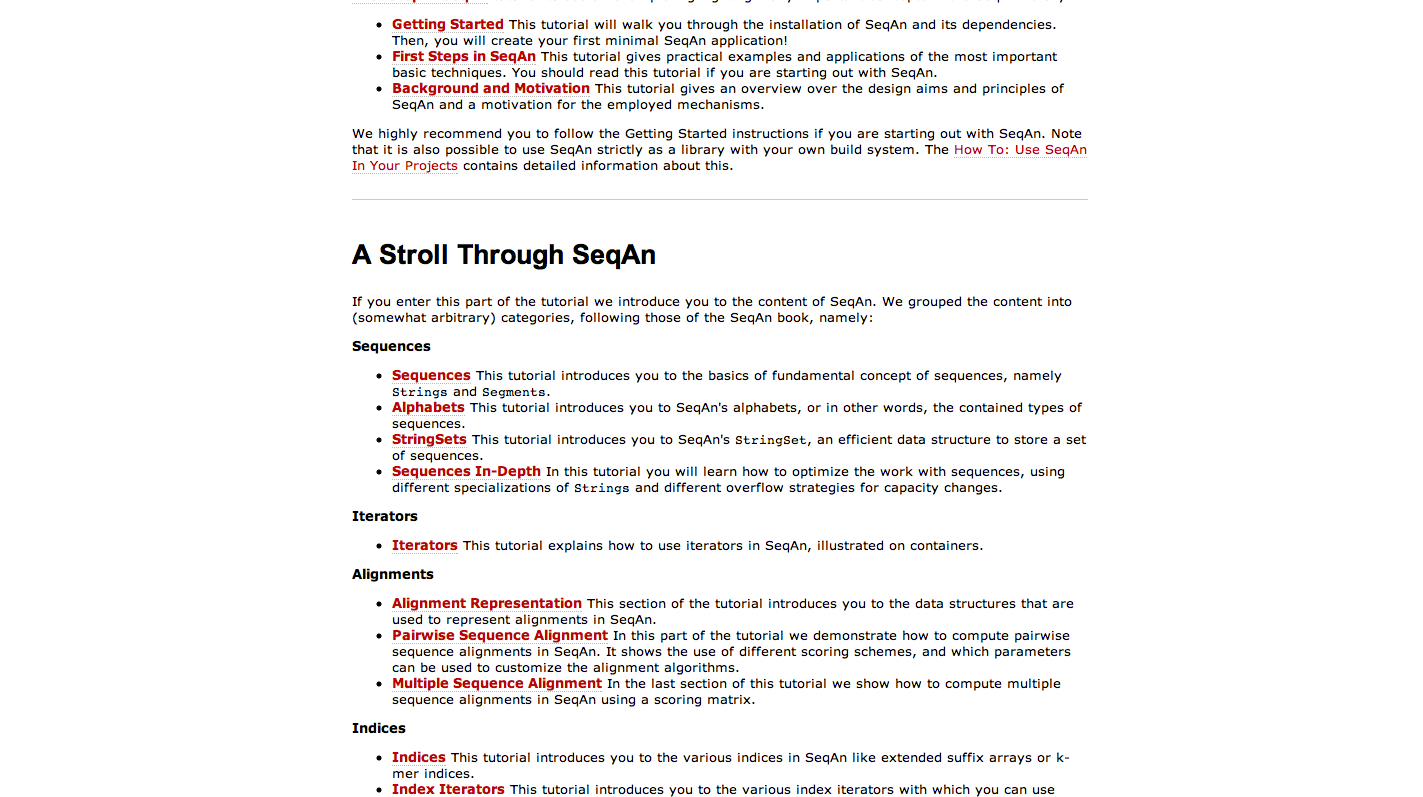 Getting Started This tutorial will walk you through the installation of SeqAn and its dependencies.
Then, you will create your first minimal SeqAn application!
First Steps in SeqAn This tutorial gives practical examples and applications of the most important
basic techniques. You should read this tutorial if you are starting out with SeqAn.
Background and Motivation This tutorial gives an overview over the design aims and principles of
SeqAn and a motivation for the employed mechanisms.
We highly recommend you to follow the Getting Started instructions if you are starting out with SeqAn. Note
that it is also possible to use SeqAn strictly as a library with your own build system. The How To: Use SeqAn
In Your Projects contains detailed information about this.
A Stroll Through SeqAn
If you enter this part of the tutorial we introduce you to the content of SeqAn. We grouped the content into
(somewhat arbitrary) categories, following those of the SeqAn book, namely:
Sequences
Sequences This tutorial introduces you to the basics of fundamental concept of sequences, namely
Strings and Segments.
Alphabets This tutorial introduces you to SeqAn's alphabets, or in other words, the contained types of
sequences.
StringSets This tutorial introduces you to SeqAn's StringSet, an efficient data structure to store a set
of sequences.
Sequences In-Depth In this tutorial you will learn how to optimize the work with sequences, using
different specializations of Strings and different overflow strategies for capacity changes.
Iterators
Iterators This tutorial explains how to use iterators in SeqAn, illustrated on containers.
Alignments
Alignment Representation This section of the tutorial introduces you to the data structures that are
used to represent alignments in SeqAn.
Pairwise Sequence Alignment In this part of the tutorial we demonstrate how to compute pairwise
sequence alignments in SeqAn. It shows the use of different scoring schemes, and which parameters
can be used to customize the alignment algorithms.
Multiple Sequence Alignment In the last section of this tutorial we show how to compute multiple
sequence alignments in SeqAn using a scoring matrix.
Indices
Indices This tutorial introduces you to the various indices in SeqAn like extended suffix arrays or k-
mer indices.
Index Iterators This tutorial introduces you to the various index iterators with which you can use